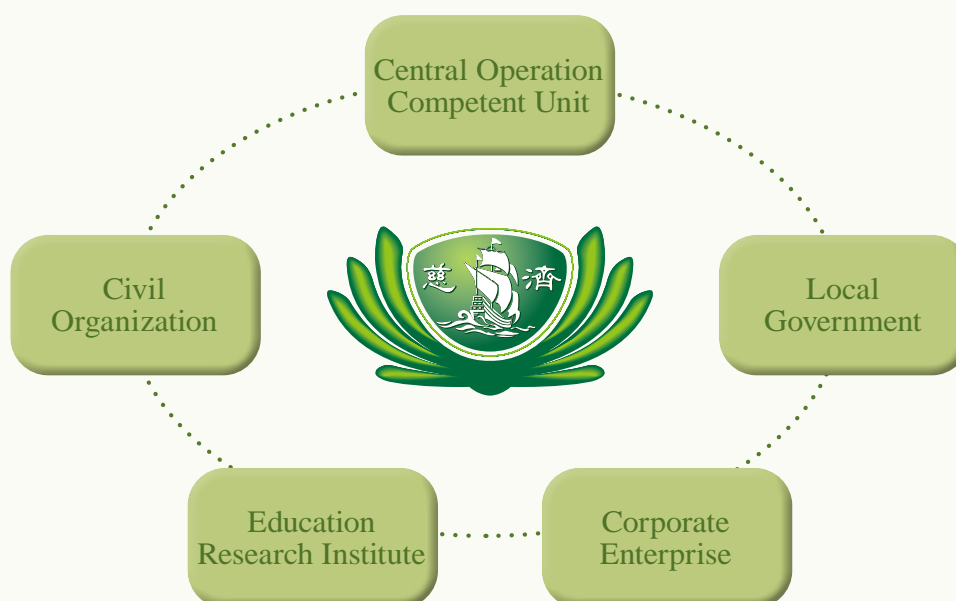 Central Operation
Competent Unit
Civil
Organization
慈 濟
Local
Government
Education
Research Institute
Corporate
Enterprise